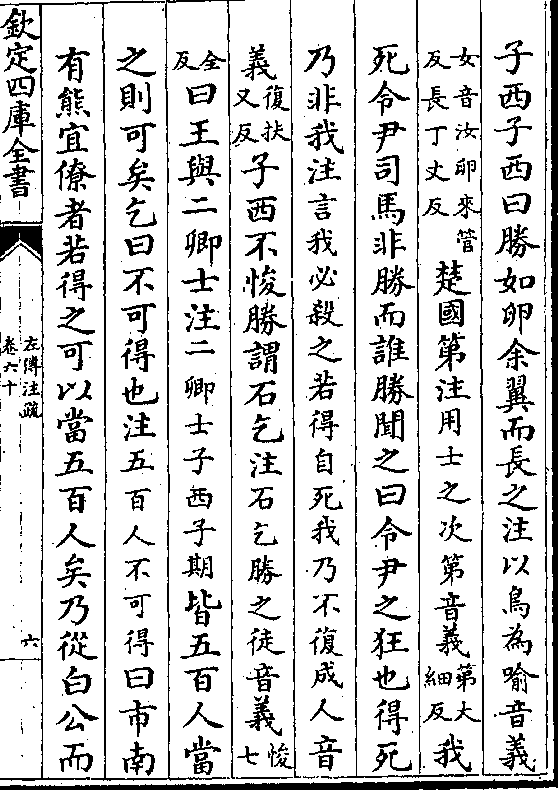 子西子西曰勝如卵余翼而長之注以鳥為喻音義
女音汝卵來管反長丁丈反楚國第注用士之次第音義第大細反我
死令尹司馬非勝而誰勝聞之曰令尹之狂也得死
乃非我注言我必殺之若得自死我乃不復成人音
義復扶又反子西不悛勝謂石乞注石乞勝之徒音義悛七
全反曰王與二卿士注二卿士子西子期皆五百人當
之則可矣乞曰不可得也注五百人不可得曰市南
有熊宜僚者若得之可以當五百人矣乃從白公而
欽定四庫全書
左傳注疏
卷六十
六